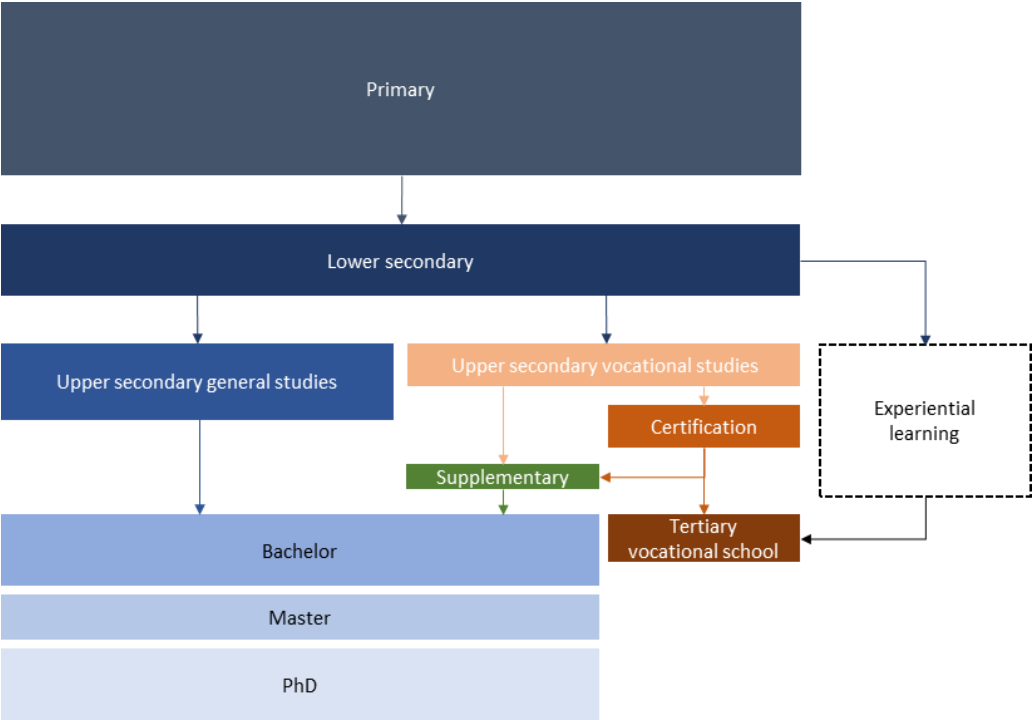 Primary
Lower secondary
Upper secondary general studies
Upper secondary vocational studies
Certification
Experiential
learning
Supplementary
Tertiary
vocational school
Bachelor
Master
PhD